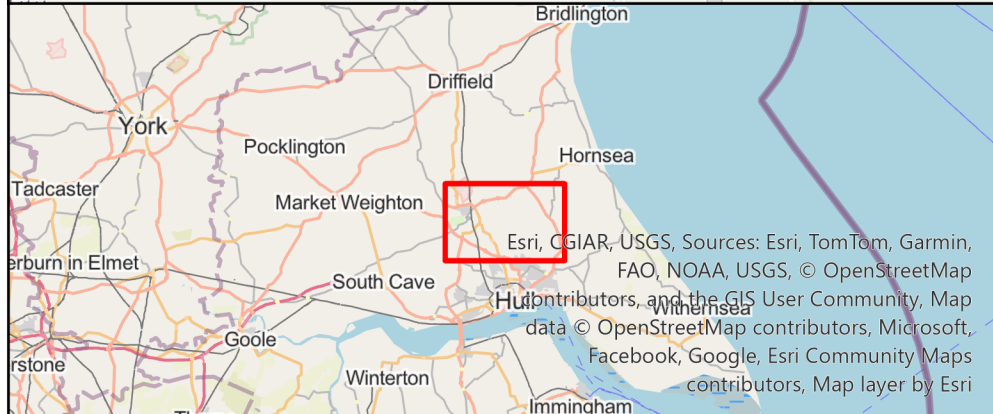 Bridlington
Driffield
York
Pocklington
Hornsea
Tadcaster
Market Weighton
Esri, CGIAR, USGS, Sources: Esri, TomTom, Garmin,
erburn in Elmet
FAO, NOAA, USGS, © OpenStreetMap
South Cave
Hull
contributors, and the GIS User Community, Map
Withernsea
data © OpenStreetMap contributors, Microsoft,
Goole
Facebook, Google, Esri Community Maps
erstone
Winterton
contributors, Map layer by Esri
Immingham